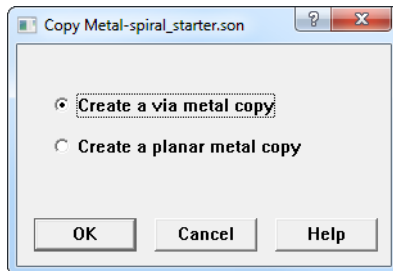 Copy Metal-spiral_starter.son
Create a via metal copy
Create a planar metal copy
OK Cancel Help